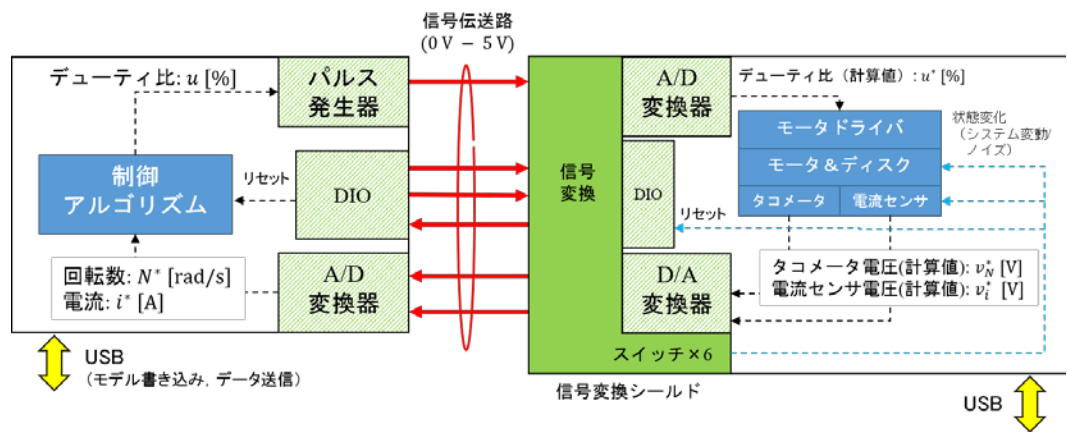 信号伝送路
(0 V － 5 V)
デューティ比: u [%]
パルス
発生器
制御
アルゴリズム
リセット
DIO
回転数: N* [rad/s]
電流: i* [A]
A/D
変換器
USB
(モデル書き込み, データ送信)
信号
変換
A/D
変換器
デューティ比（計算値）: u* [%]
モータドライバ
モータ＆ディスク
タコメータ
電流センサ
状態変化
（システム変動/
ノイズ）
DIO
リセット
D/A
変換器
タコメータ電圧(計算値): v*N [V]
電流センサ電圧(計算値): v*i [V]
スイッチ×6
信号変換シールド
USB